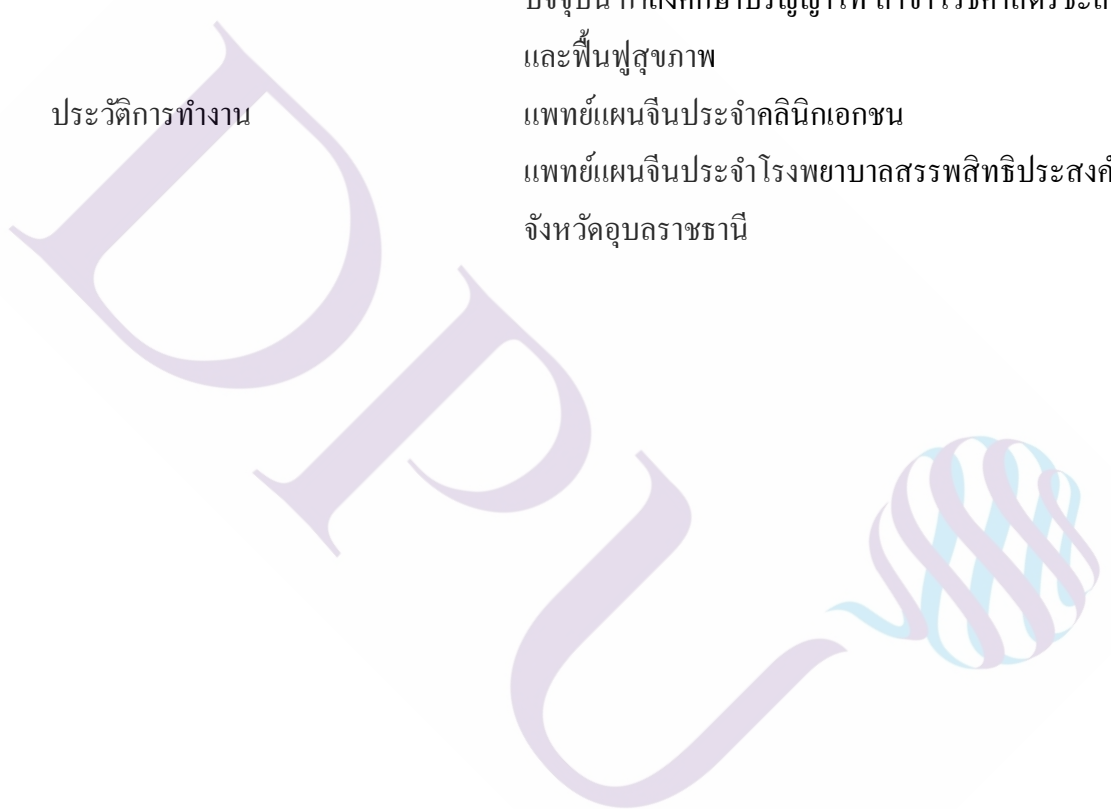 และฟื้นฟูสุขภาพ
ประวัติการทำงาน แพทย์แผนจีนประจำคลินิกเอกชน
แพทย์แผนจีนประจำโรงพยาบาลสรรพสิทธิประสงค์
จังหวัดอุบลราชธานี
DPU